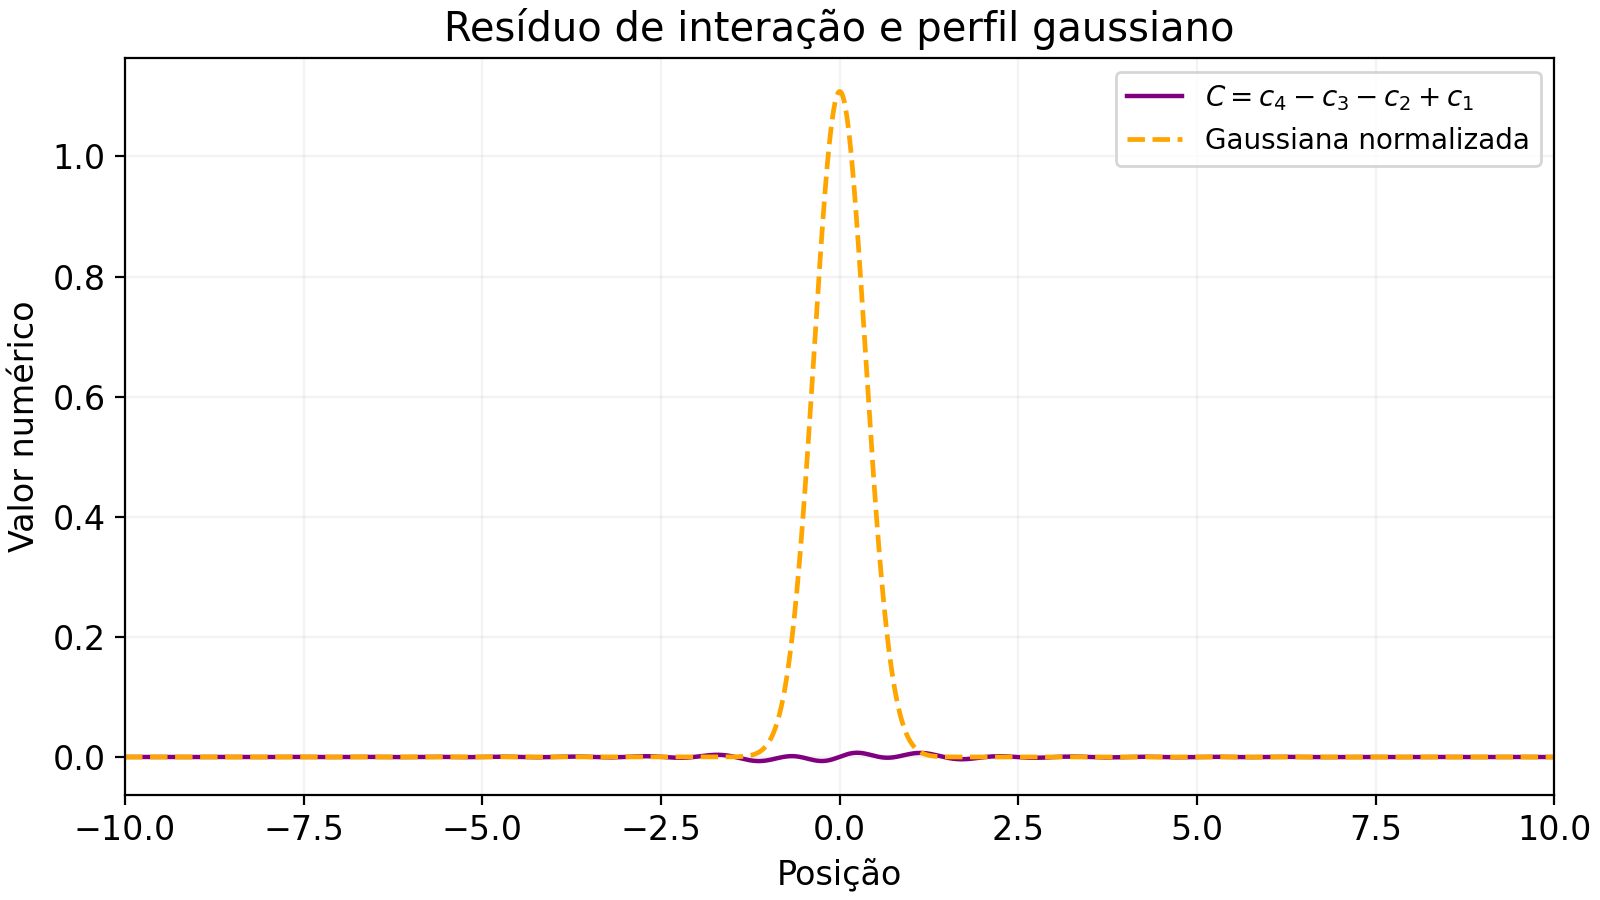 Resíduo de interação e perfil gaussiano
C = c₄ − c₃ − c₂ + c₁
Gaussiana normalizada
Valor numérico
1.0
0.8
0.6
0.4
0.2
0.0
−10.0 −7.5 −5.0 −2.5 0.0 2.5 5.0 7.5 10.0
Posição